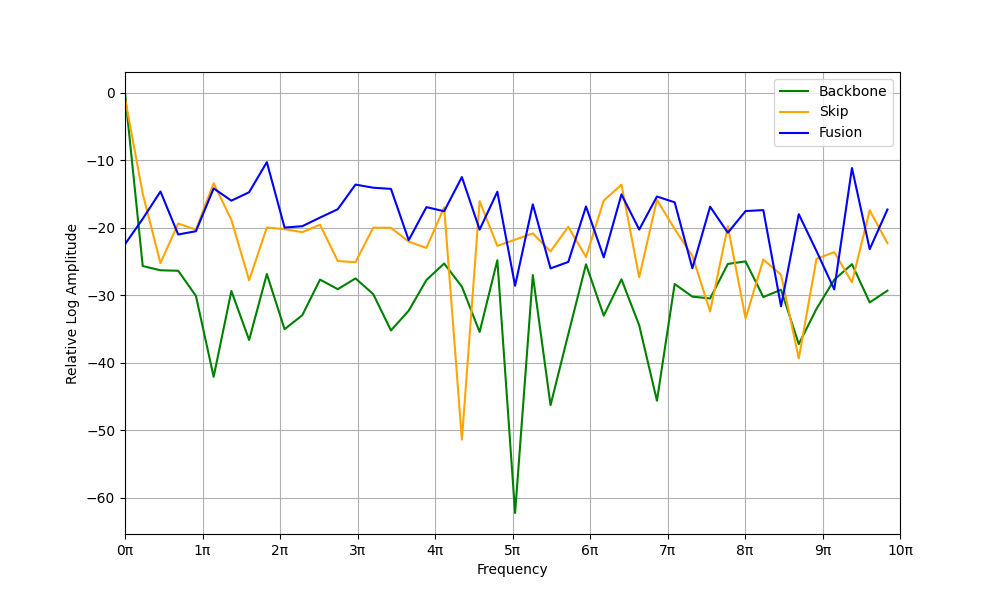 0
−10
−20
−30
−40
−50
−60
Relative Log Amplitude
0π 1π 2π 3π 4π 5π 6π 7π 8π 9π 10π
Frequency
Backbone
Skip
Fusion